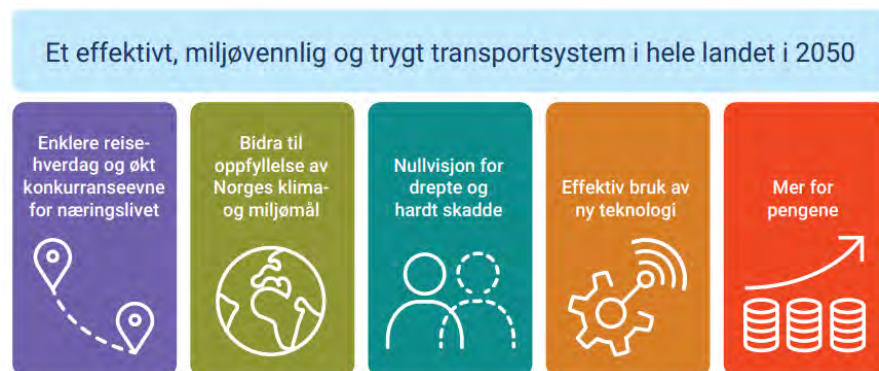 Et effektivt, miljøvennlig og trygt transportsystem i hele landet i 2050
Enklere reise-
hverdag og økt
konkurranseevne
for næringslivet
Bidra til
oppfyllelse av
Norges klima-
og miljømål
Nullvisjon for
drepte og
hardt skadde
Effektiv bruk av
ny teknologi
Mer for
pengene